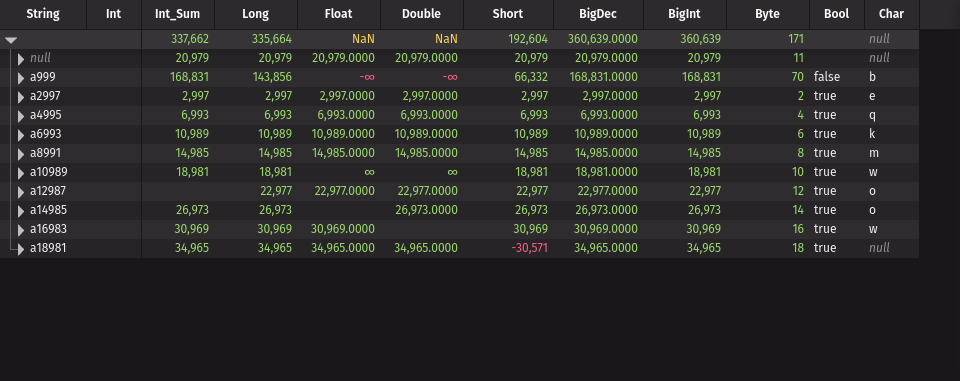 String Int Int_Sum Long Float Double Short BigDec BigInt Byte Bool Char
337,662 335,664 NaN NaN 192,604 360,639.0000 360,639 171 null
null 20,979 20,979 20,979.0000 20,979.0000 20,979 20,979.0000 20,979 11 null
a999 168,831 143,856 -∞ -∞ 66,332 168,831.0000 168,831 70 false b
a2997 2,997 2,997 2,997.0000 2,997.0000 2,997 2,997.0000 2,997 2 true e
a4995 6,993 6,993 6,993.0000 6,993.0000 6,993 6,993.0000 6,993 4 true q
a6993 10,989 10,989 10,989.0000 10,989.0000 10,989 10,989.0000 10,989 6 true k
a8991 14,985 14,985 14,985.0000 14,985.0000 14,985 14,985.0000 14,985 8 true m
a10989 18,981 18,981 ∞ ∞ 18,981 18,981.0000 18,981 10 true w
a12987 22,977 22,977.0000 22,977.0000 22,977 22,977.0000 22,977 12 true o
a14985 26,973 26,973 26,973.0000 26,973 26,973.0000 26,973 14 true o
a16983 30,969 30,969 30,969.0000 30,969 30,969.0000 30,969 16 true w
a18981 34,965 34,965 34,965.0000 34,965.0000 -30,571 34,965.0000 34,965 18 true null